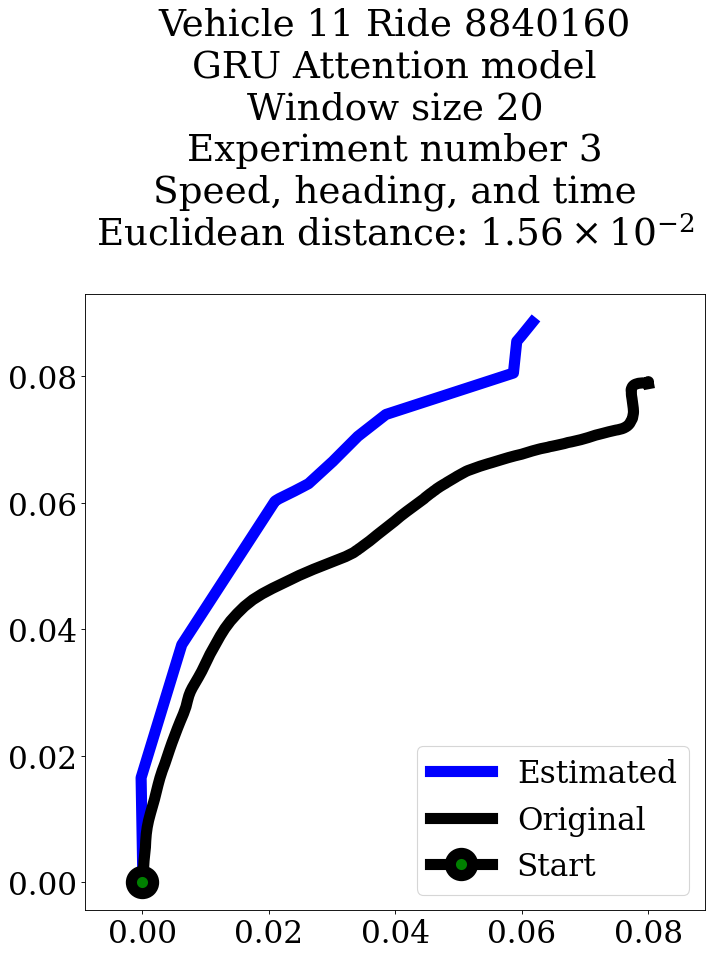 Vehicle 11 Ride 8840160
GRU Attention model
Window size 20
Experiment number 3
Speed, heading, and time
Euclidean distance: 1.56 × 10⁻²
0.08
0.06
0.04
0.02
0.00
Estimated
Original
Start
0.00 0.02 0.04 0.06 0.08